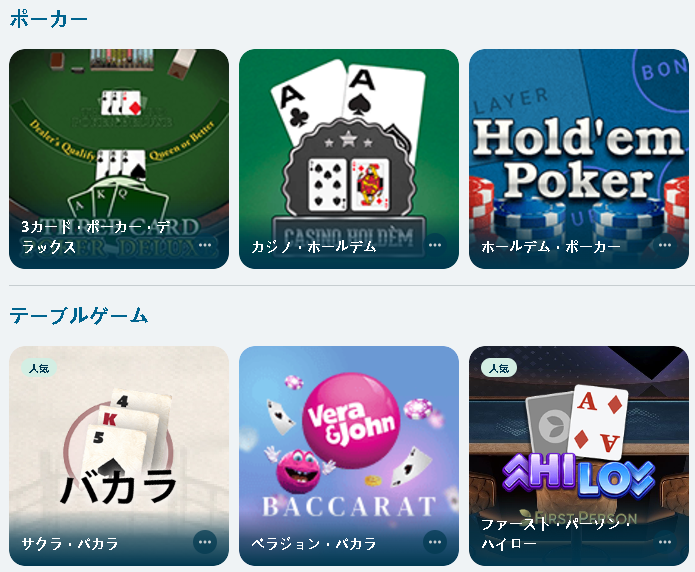 ポーカー
Dealer's Qualify
Queen or Better
A K Q
THREE CARD
3カード・ポーカー・デ
ラックス
A
A
CASINO HOLD'EM
カジノ・ホールデム
PLAYER
BON
Hold'em
Poker
ホールデム・ポーカー
テーブルゲーム
人気
4
K
5
バカラ
サクラ・バカラ
Vera
&John
BACCARAT
ベラジョン・バカラ
人気
A
A
HI LO
FIRST PERSON
ファースト・パーソン・
ハイロー